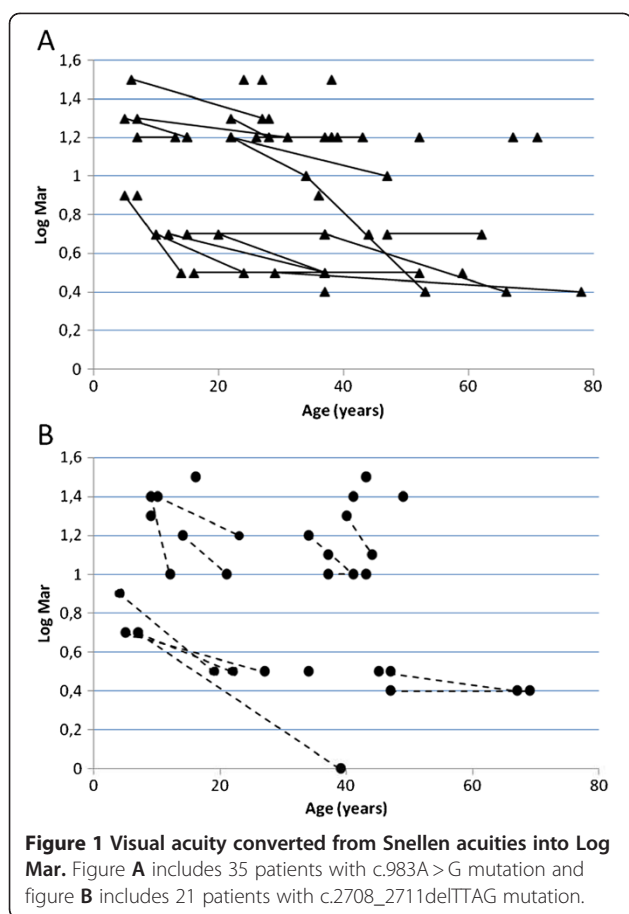 A
1,6
1,4
1,2
1
0,8
0,6
0,4
0,2
0
Log Mar
0 20 40 60 80
Age (years)
B
1,6
1,4
1,2
1
0,8
0,6
0,4
0,2
0
Log Mar
0 20 40 60 80
Age (years)
Figure 1 Visual acuity converted from Snellen acuities into Log
Mar. Figure A includes 35 patients with c.983A > G mutation and
figure B includes 21 patients with c.2708_2711delTTAG mutation.